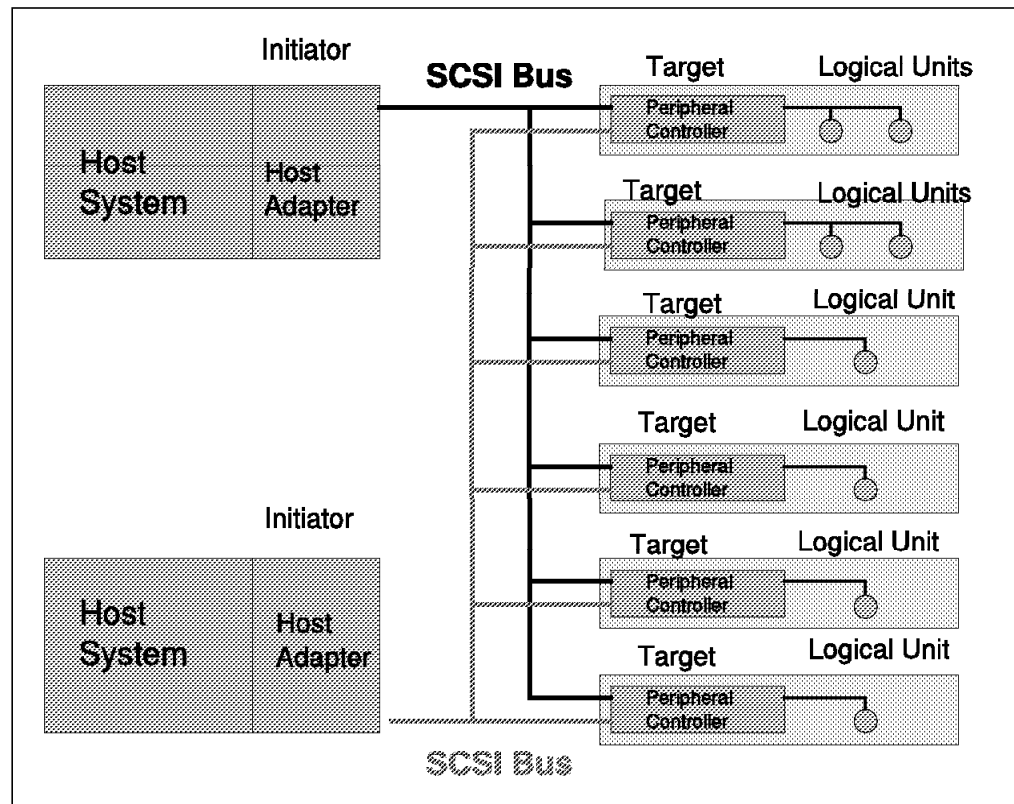 Initiator
SCSI Bus
Target
Logical Units
Host
System
Host
Adapter
Peripheral
Controller
Target
Logical Units
Peripheral
Controller
Target
Logical Unit
Peripheral
Controller
Target
Logical Unit
Peripheral
Controller
Initiator
Host
System
Host
Adapter
Target
Logical Unit
Peripheral
Controller
Target
Logical Unit
Peripheral
Controller
SCSI Bus